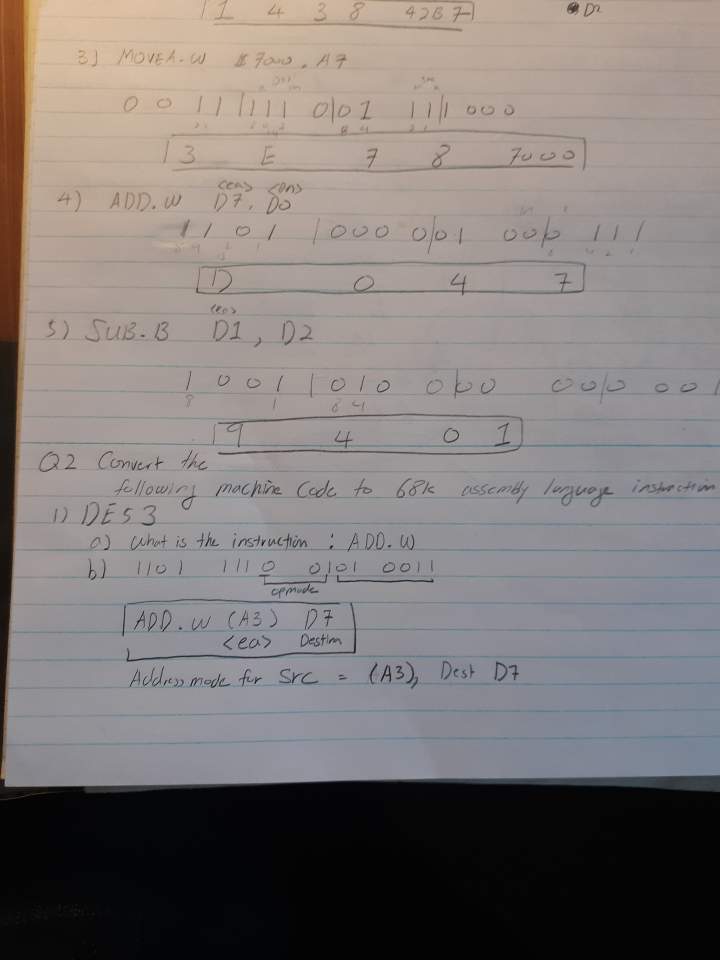 1 4 3 8 42B7
D2
3) MOVEA.W $7000, A7
0 0 1 1 | 1 1 1 0 | 0 1 1 1 | 1 0 0 0
3 E 7 8 7000
<ea> <Dn>
4) ADD.W D7, D0
1 1 0 1 | 0 0 0 0 | 0 1 0 0 | 0 1 1 1
D 0 4 7
<ea>
5) SUB.B D1, D2
1 0 0 1 | 0 1 0 0 | 0 0 0 0 | 0 0 0 1
8 1 8 4
9 4 0 1
Q2 Convert the
following machine Code to 68k assembly language instruction
1) DE53
a) What is the instruction : ADD.W
b) 1101 1110 0101 0011
opmode
ADD.W (A3) D7
<ea> Destin
Address mode for Src = (A3), Dest D7